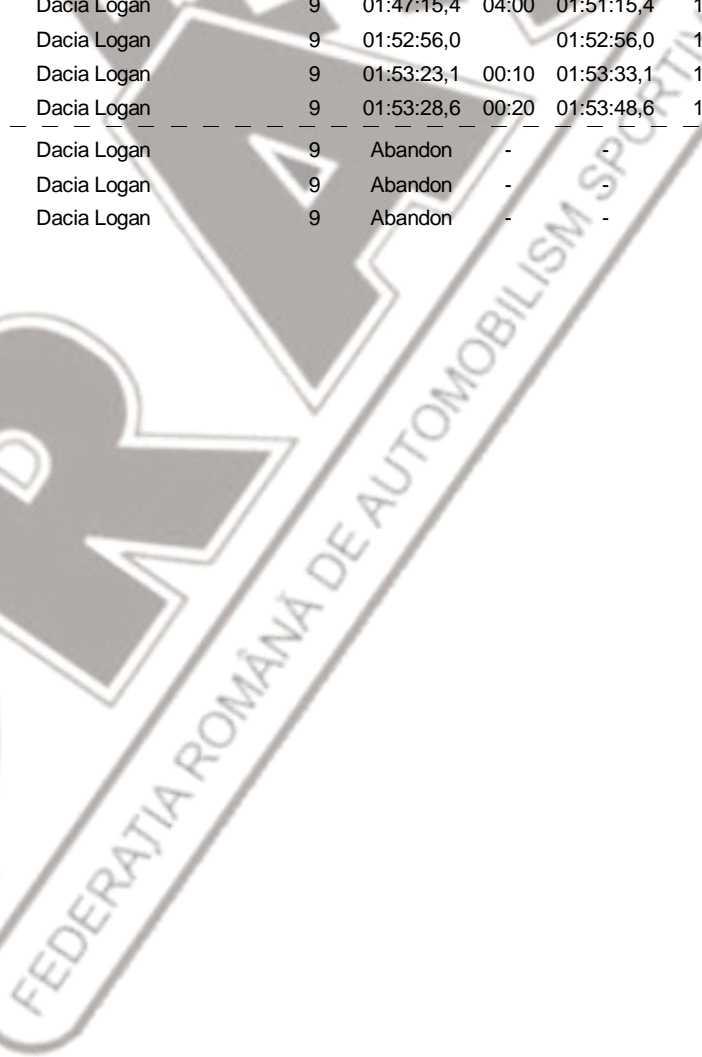 Dacia Logan 9 01:47:15,4 04:00 01:51:15,4 1
Dacia Logan 9 01:52:56,0 01:52:56,0 1
Dacia Logan 9 01:53:23,1 00:10 01:53:33,1 1
Dacia Logan 9 01:53:28,6 00:20 01:53:48,6 1
Dacia Logan 9 Abandon - -
Dacia Logan 9 Abandon - -
Dacia Logan 9 Abandon - -
FEDERAȚIA ROMÂNĂ DE AUTOMOBILISM SPORTIV